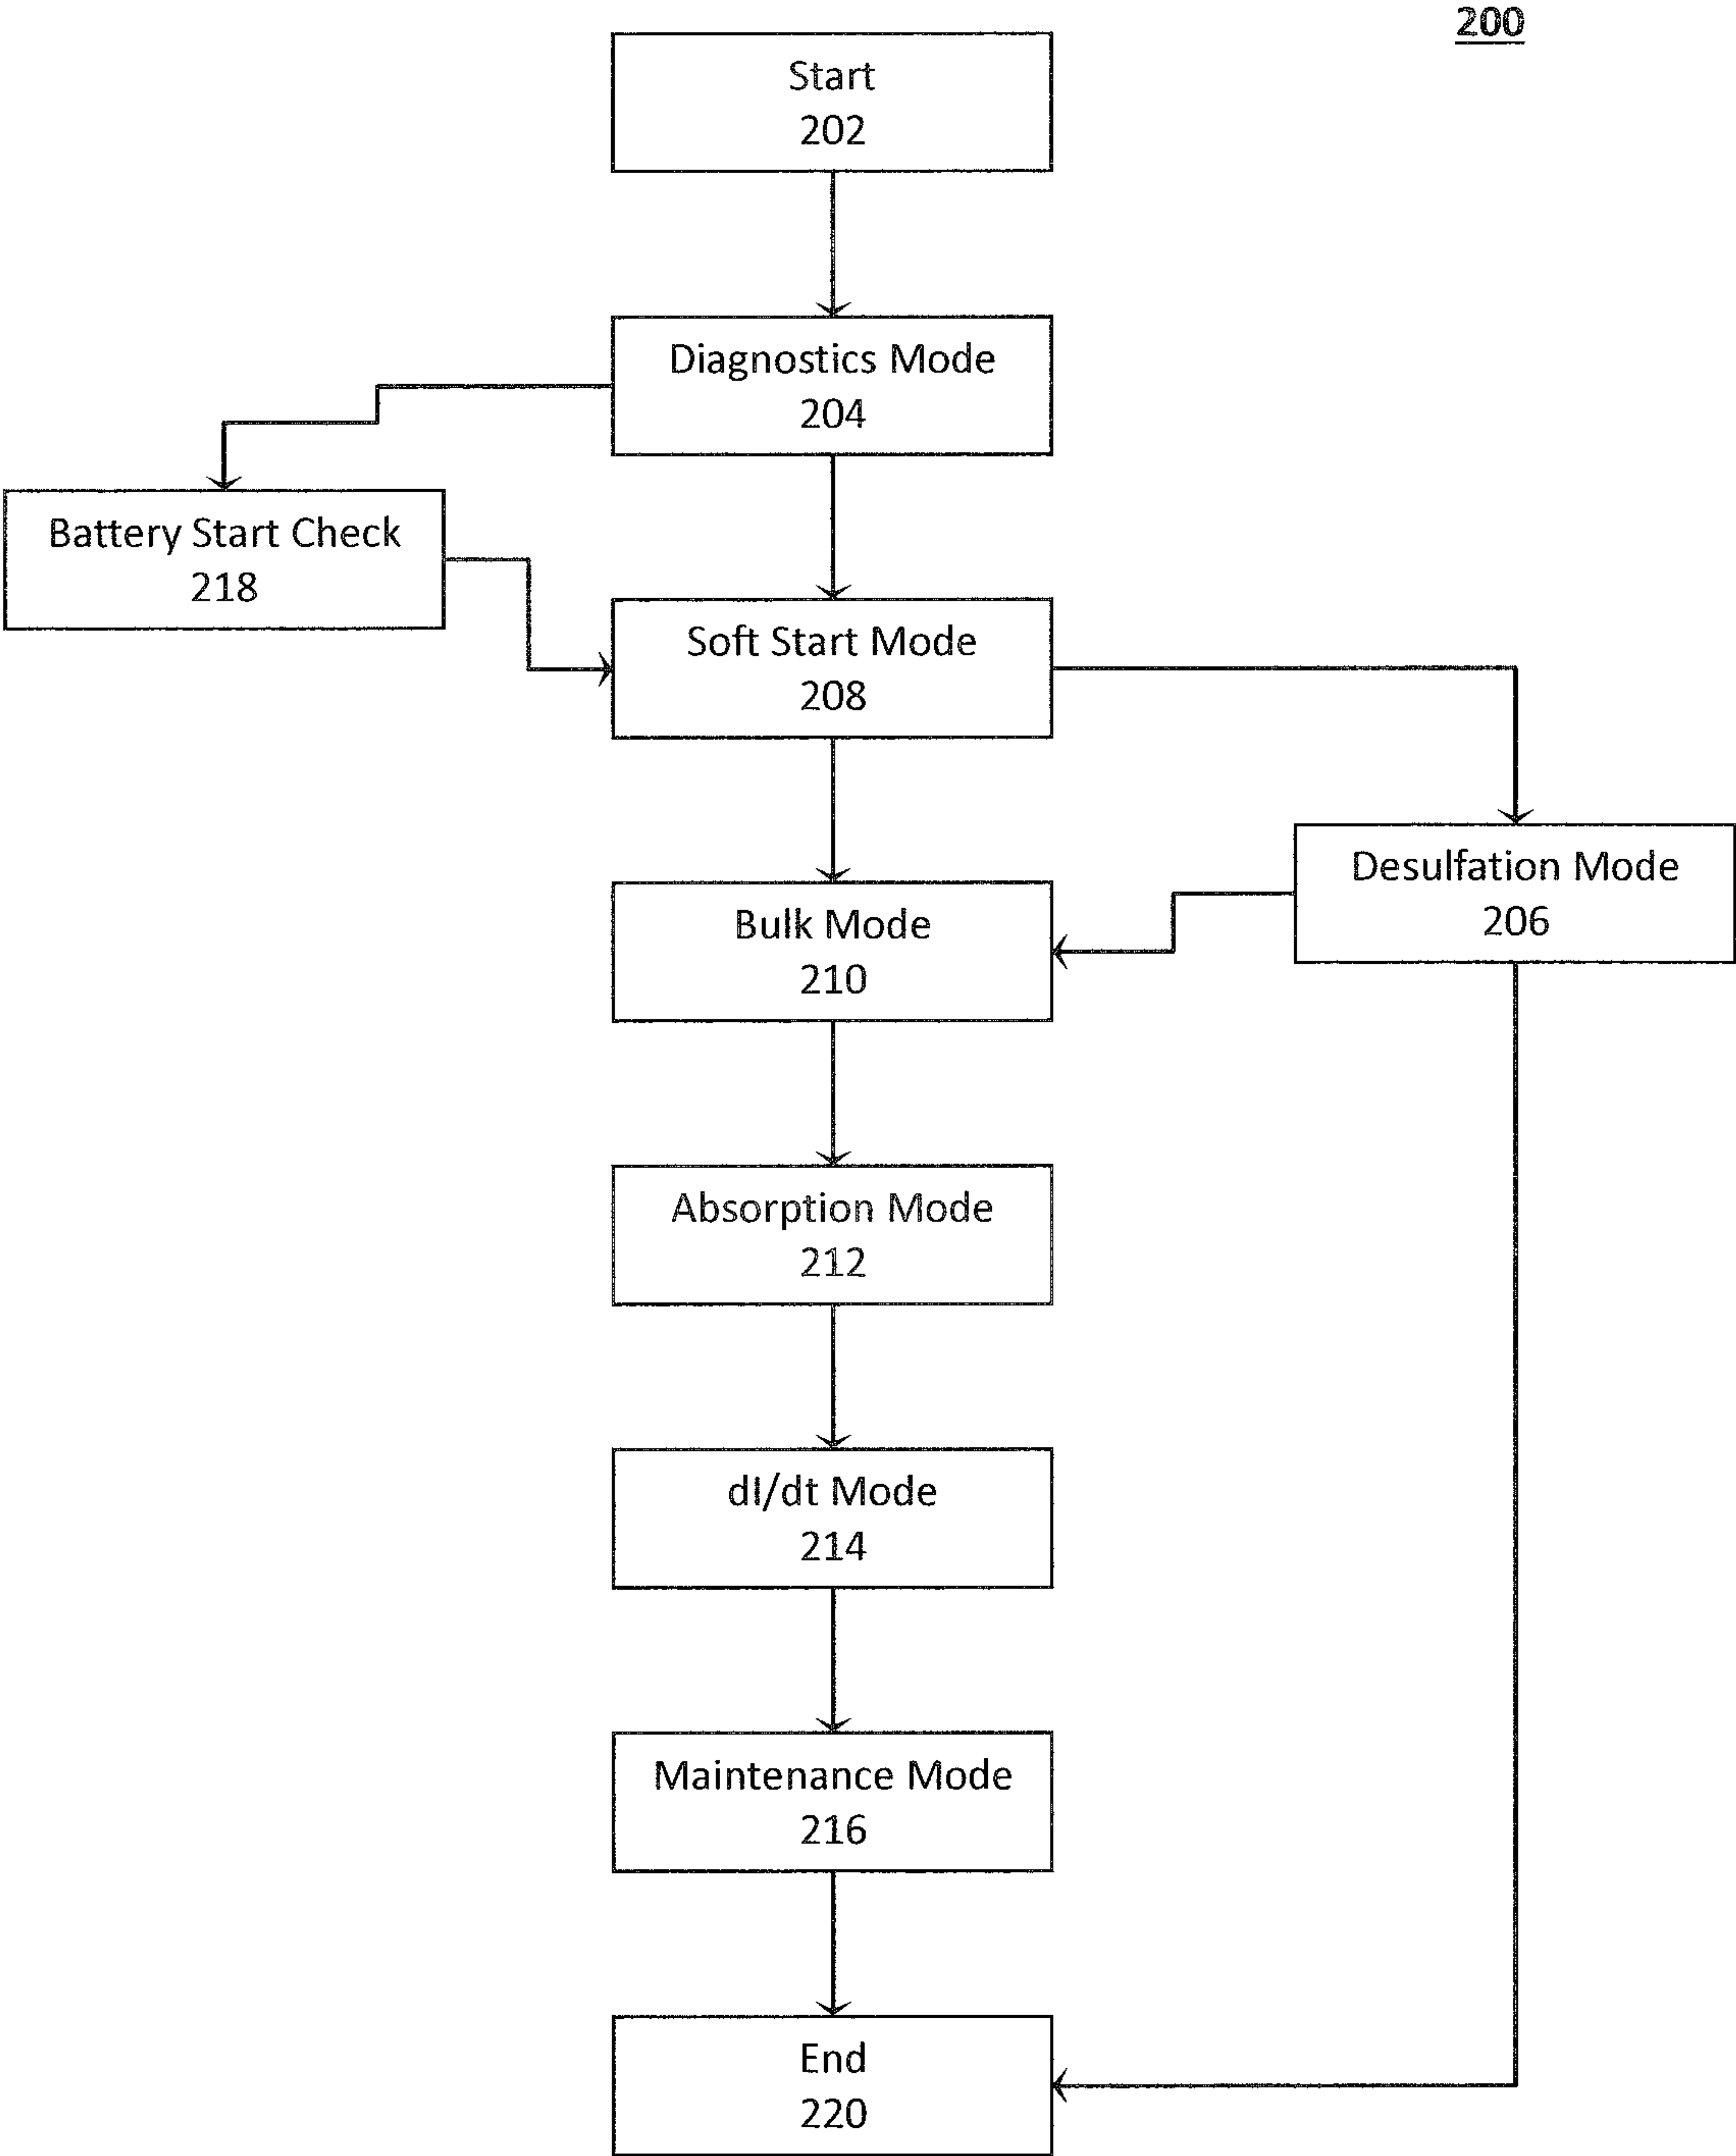 200
Start
202
Diagnostics Mode
204
Battery Start Check
218
Soft Start Mode
208
Desulfation Mode
206
Bulk Mode
210
Absorption Mode
212
dI/dt Mode
214
Maintenance Mode
216
End
220